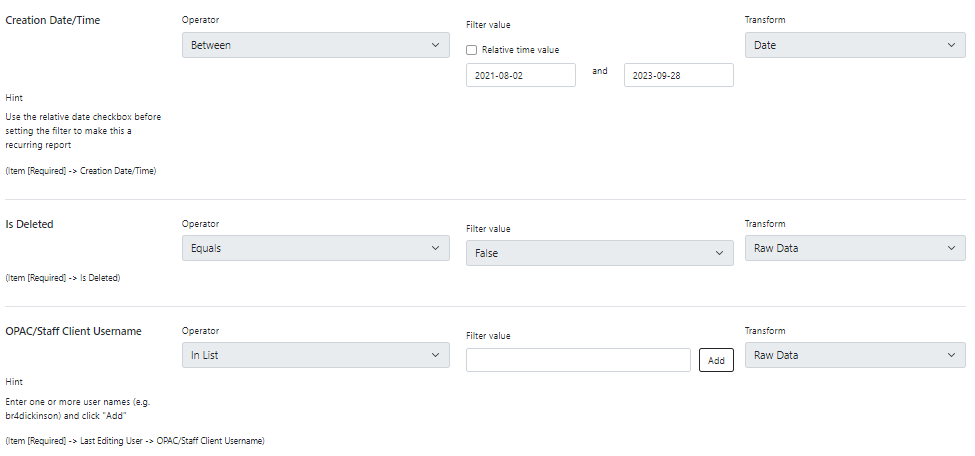 Creation Date/Time
Operator
Filter value
Transform
Between
Relative time value
Date
2021-08-02
and
2023-09-28
Hint
Use the relative date checkbox before
setting the filter to make this a
recurring report
(Item [Required] -> Creation Date/Time)
Is Deleted
Operator
Filter value
Transform
Equals
False
Raw Data
(Item [Required] -> Is Deleted)
OPAC/Staff Client Username
Operator
Filter value
Transform
In List
Add
Raw Data
Hint
Enter one or more user names (e.g.
br4dickinson) and click "Add"
(Item [Required] -> Last Editing User -> OPAC/Staff Client Username)